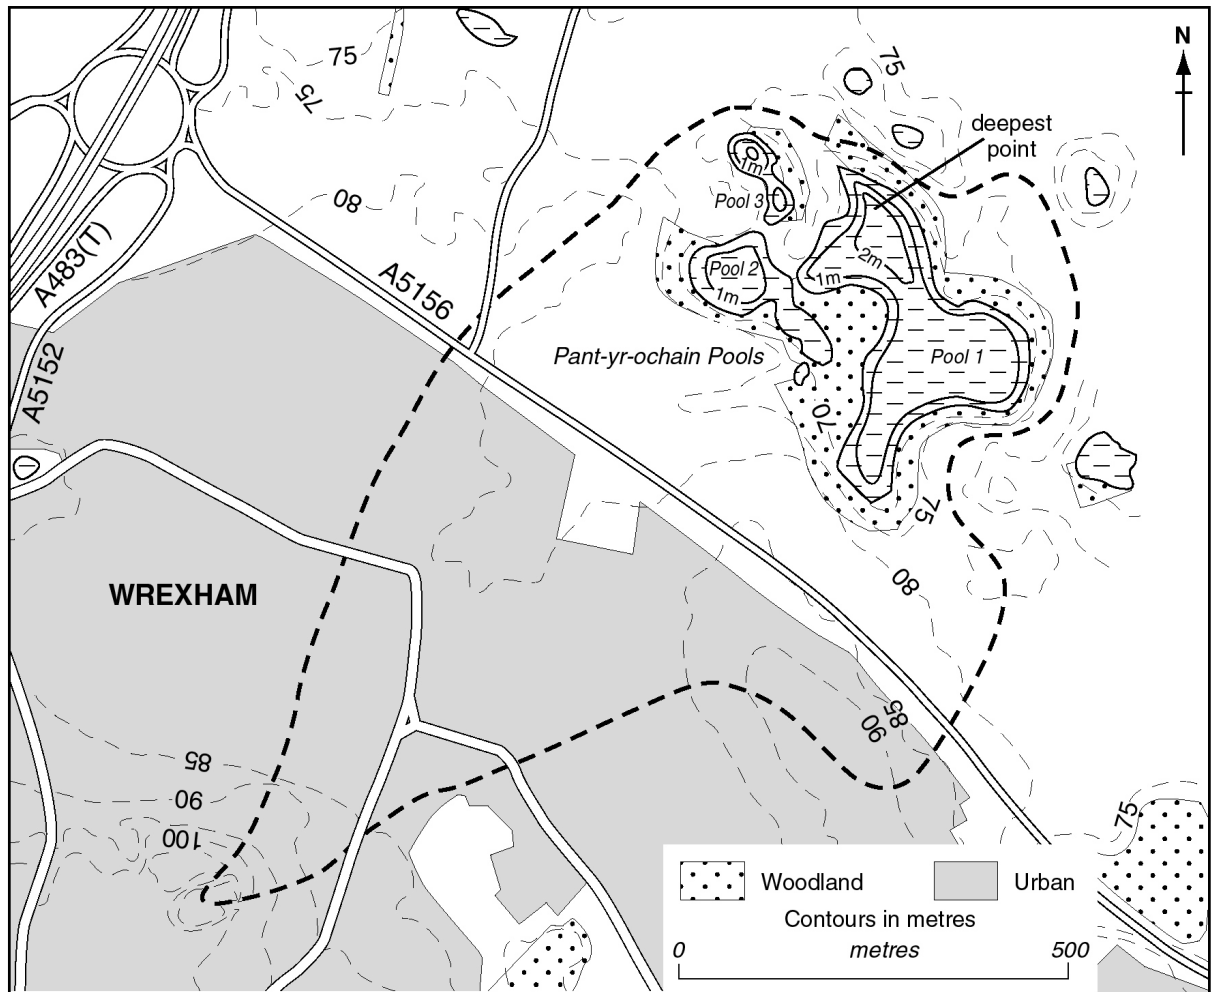 N
75
75
75
deepest
point
1m
Pool 3
80
A483(T)
A5156
Pool 2
1m
2m
1m
Pant-yr-ochain Pools
Pool 1
A5152
70
75
80
WREXHAM
85
90
85
90
100
75
Woodland
Urban
Contours in metres
0
metres
500